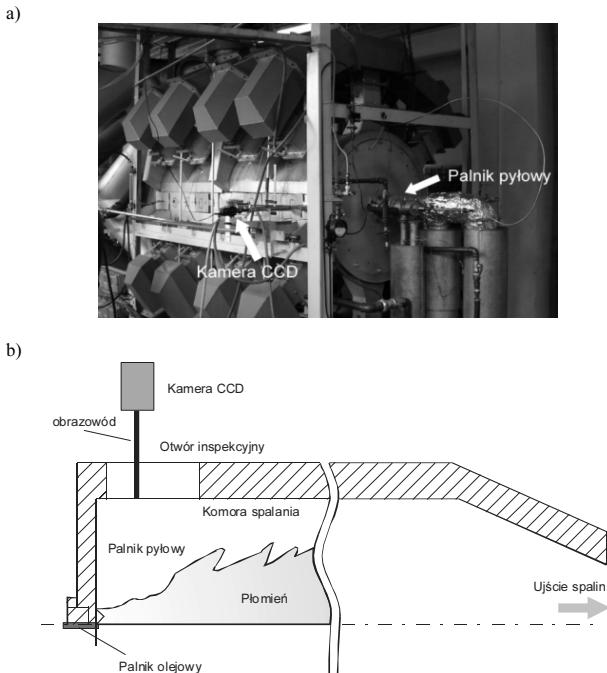 a)
Palnik pyłowy
Kamera CCD
b)
Kamera CCD
obrazowód
Otwór inspekcyjny
Komora spalania
Palnik pyłowy
Płomień
Ujście spalin
Palnik olejowy